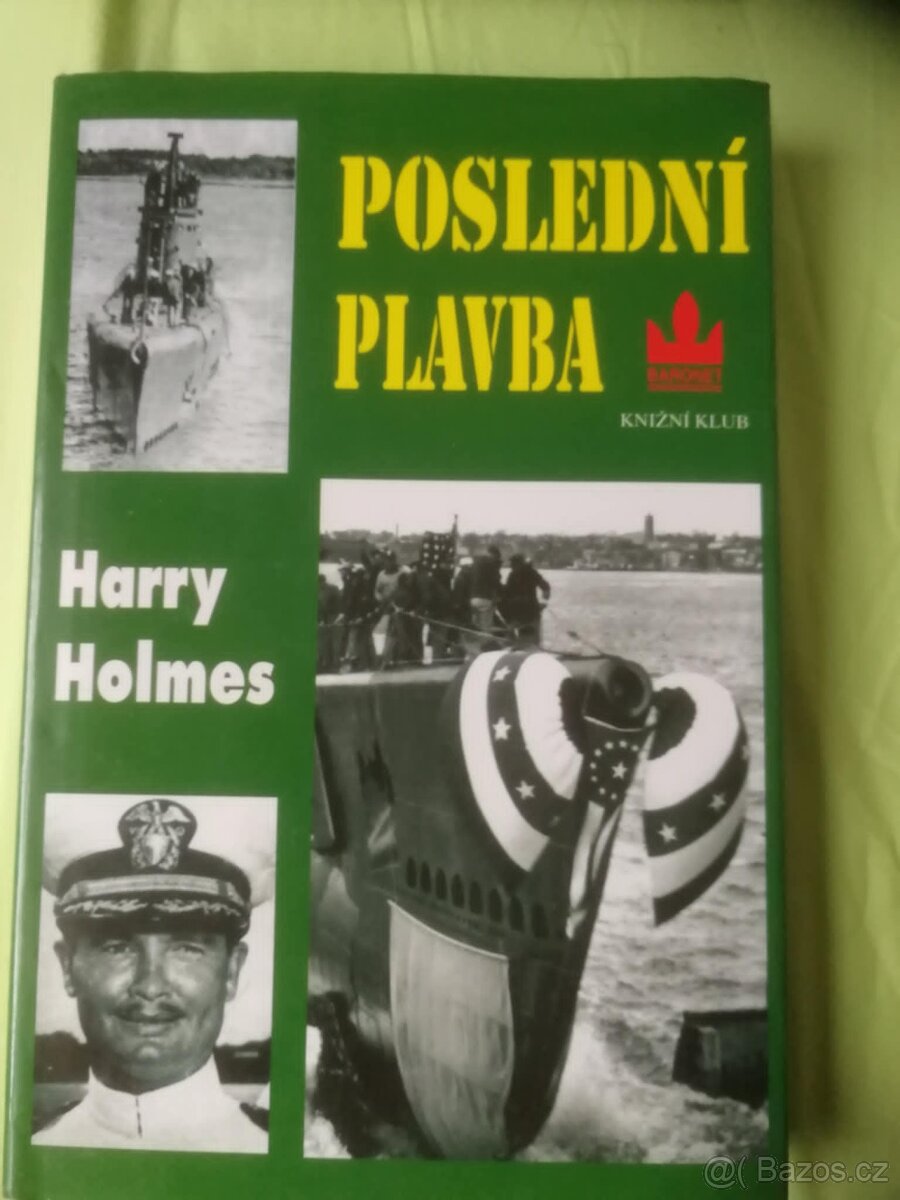 POSLEDNÍ
PLAVBA
BARONET
KNIŽNÍ KLUB
Harry
Holmes
@( Bazos.cz